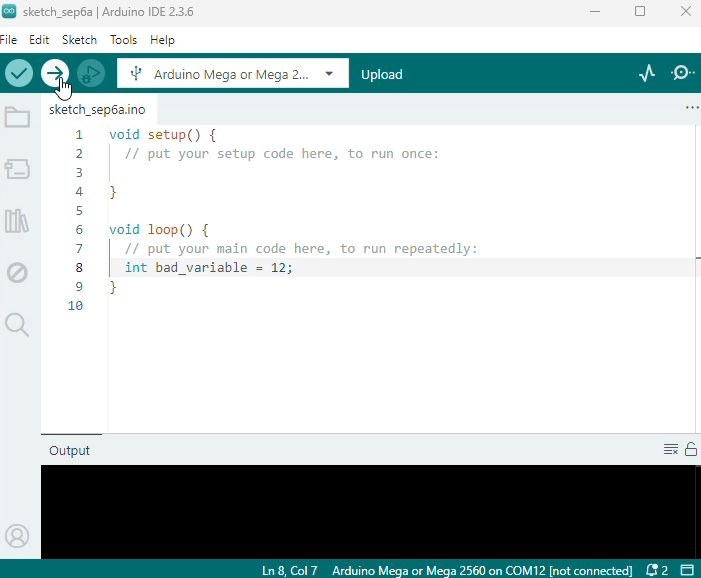 sketch_sep6a | Arduino IDE 2.3.6
File Edit Sketch Tools Help
Arduino Mega or Mega 2... Upload
sketch_sep6a.ino
1 void setup() {
2 // put your setup code here, to run once:
3
4 }
5
6 void loop() {
7 // put your main code here, to run repeatedly:
8 int bad_variable = 12;
9 }
10
Output
Ln 8, Col 7 Arduino Mega or Mega 2560 on COM12 [not connected] 2